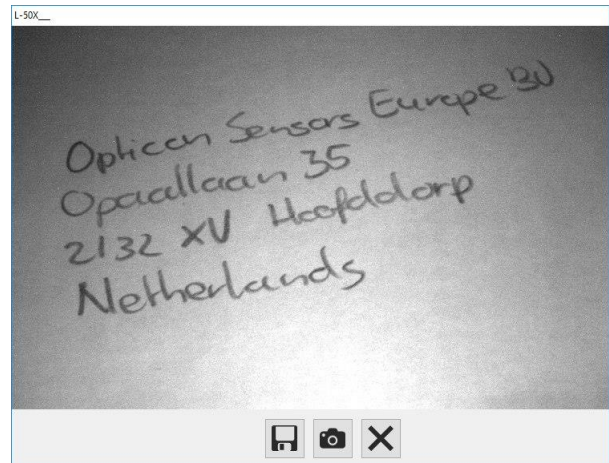 L-50X__
Opticon Sensors Europe BV
Opaallaan 35
2132 XV Hoofddorp
Netherlands